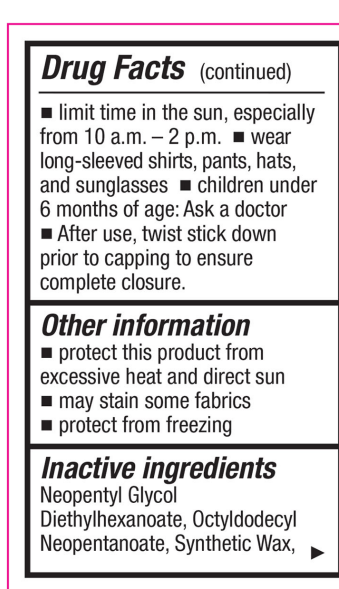 Drug Facts (continued)
■ limit time in the sun, especially
from 10 a.m. – 2 p.m. ■ wear
long-sleeved shirts, pants, hats,
and sunglasses ■ children under
6 months of age: Ask a doctor
■ After use, twist stick down
prior to capping to ensure
complete closure.
Other information
■ protect this product from
excessive heat and direct sun
■ may stain some fabrics
■ protect from freezing
Inactive ingredients
Neopentyl Glycol
Diethylhexanoate, Octyldodecyl
Neopentanoate, Synthetic Wax, ►